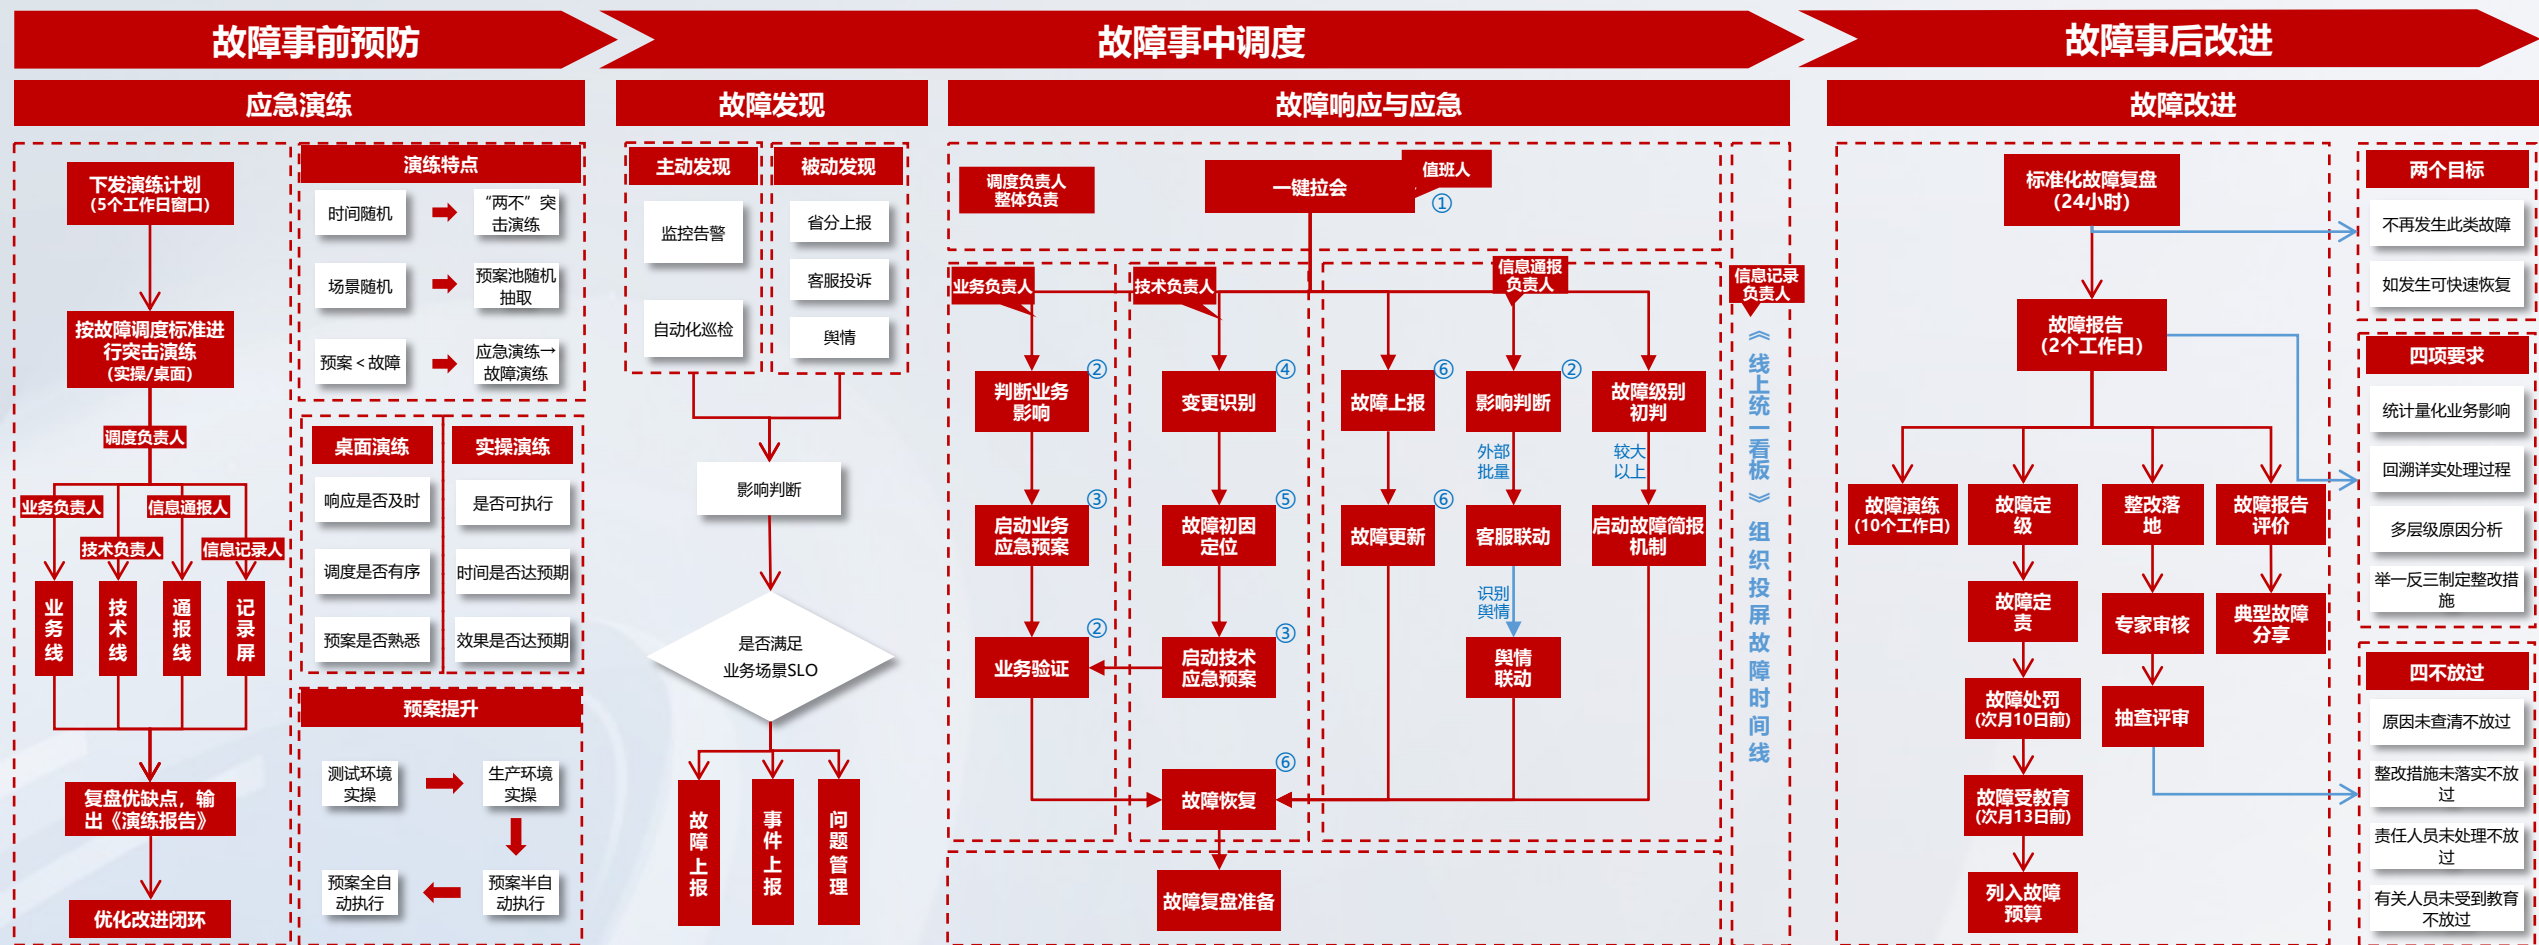 故障事前预防
故障事中调度
故障事后改进
应急演练
故障发现
故障响应与应急
故障改进
下发演练计划
（5个工作日窗口）
按故障调度标准进
行突击演练
（实操/桌面）
调度负责人
业务负责人
信息通报人
技术负责人
信息记录人
业务线
技术线
通报线
记录屏
复盘优缺点，输
出《演练报告》
优化改进闭环
演练特点
时间随机
“两不”突
击演练
场景随机
预案池随机
抽取
预案＜故障
应急演练→
故障演练
桌面演练
实操演练
响应是否及时
是否可执行
调度是否有序
时间是否达预期
预案是否熟悉
效果是否达预期
预案提升
测试环境
实操
生产环境
实操
预案全自
动执行
预案半自
动执行
主动发现
被动发现
监控告警
自动化巡检
省分上报
客服投诉
舆情
影响判断
是否满足
业务场景SLO
故障上报
事件上报
问题管理
调度负责人
整体负责
一键拉会
值班人
①
业务负责人
技术负责人
信息通报
负责人
信息记录
负责人
②
判断业务
影响
③
启动业务
应急预案
②
业务验证
④
变更识别
⑤
故障初因
定位
③
启动技术
应急预案
⑥
故障恢复
故障复盘准备
⑥
故障上报
⑥
故障更新
②
影响判断
外部
批量
客服联动
识别
舆情
舆情
联动
故障级别
初判
较大
以上
启动故障简报
机制
《线上统一看板》组织投屏故障时间线
标准化故障复盘
（24小时）
故障报告
（2个工作日）
故障演练
（10个工作日）
故障定
级
整改落
地
故障报告
评价
故障定
责
专家审核
典型故障
分享
故障处罚
(次月10日前)
抽查评审
故障受教育
(次月13日前)
列入故障
预算
两个目标
不再发生此类故障
如发生可快速恢复
四项要求
统计量化业务影响
回溯详实处理过程
多层级原因分析
举一反三制定整改措
施
四不放过
原因未查清不放过
整改措施未落实不放
过
责任人员未处理不放
过
有关人员未受到教育
不放过